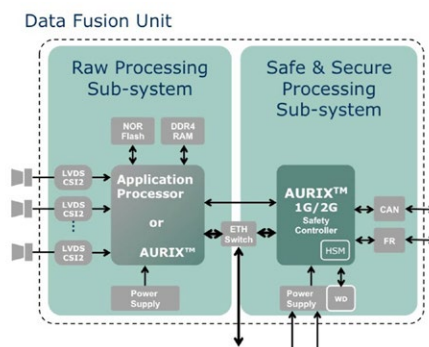 Data Fusion Unit
Raw Processing
Sub-system
Safe & Secure
Processing
Sub-system
NOR
Flash
DDR4
RAM
LVDS
CSI2
LVDS
CSI2
LVDS
CSI2
Application
Processor
or
AURIX™
ETH
Switch
AURIX™
1G/2G
Safety
Controller
HSM
CAN
FR
Power
Supply
Power
Supply
WD